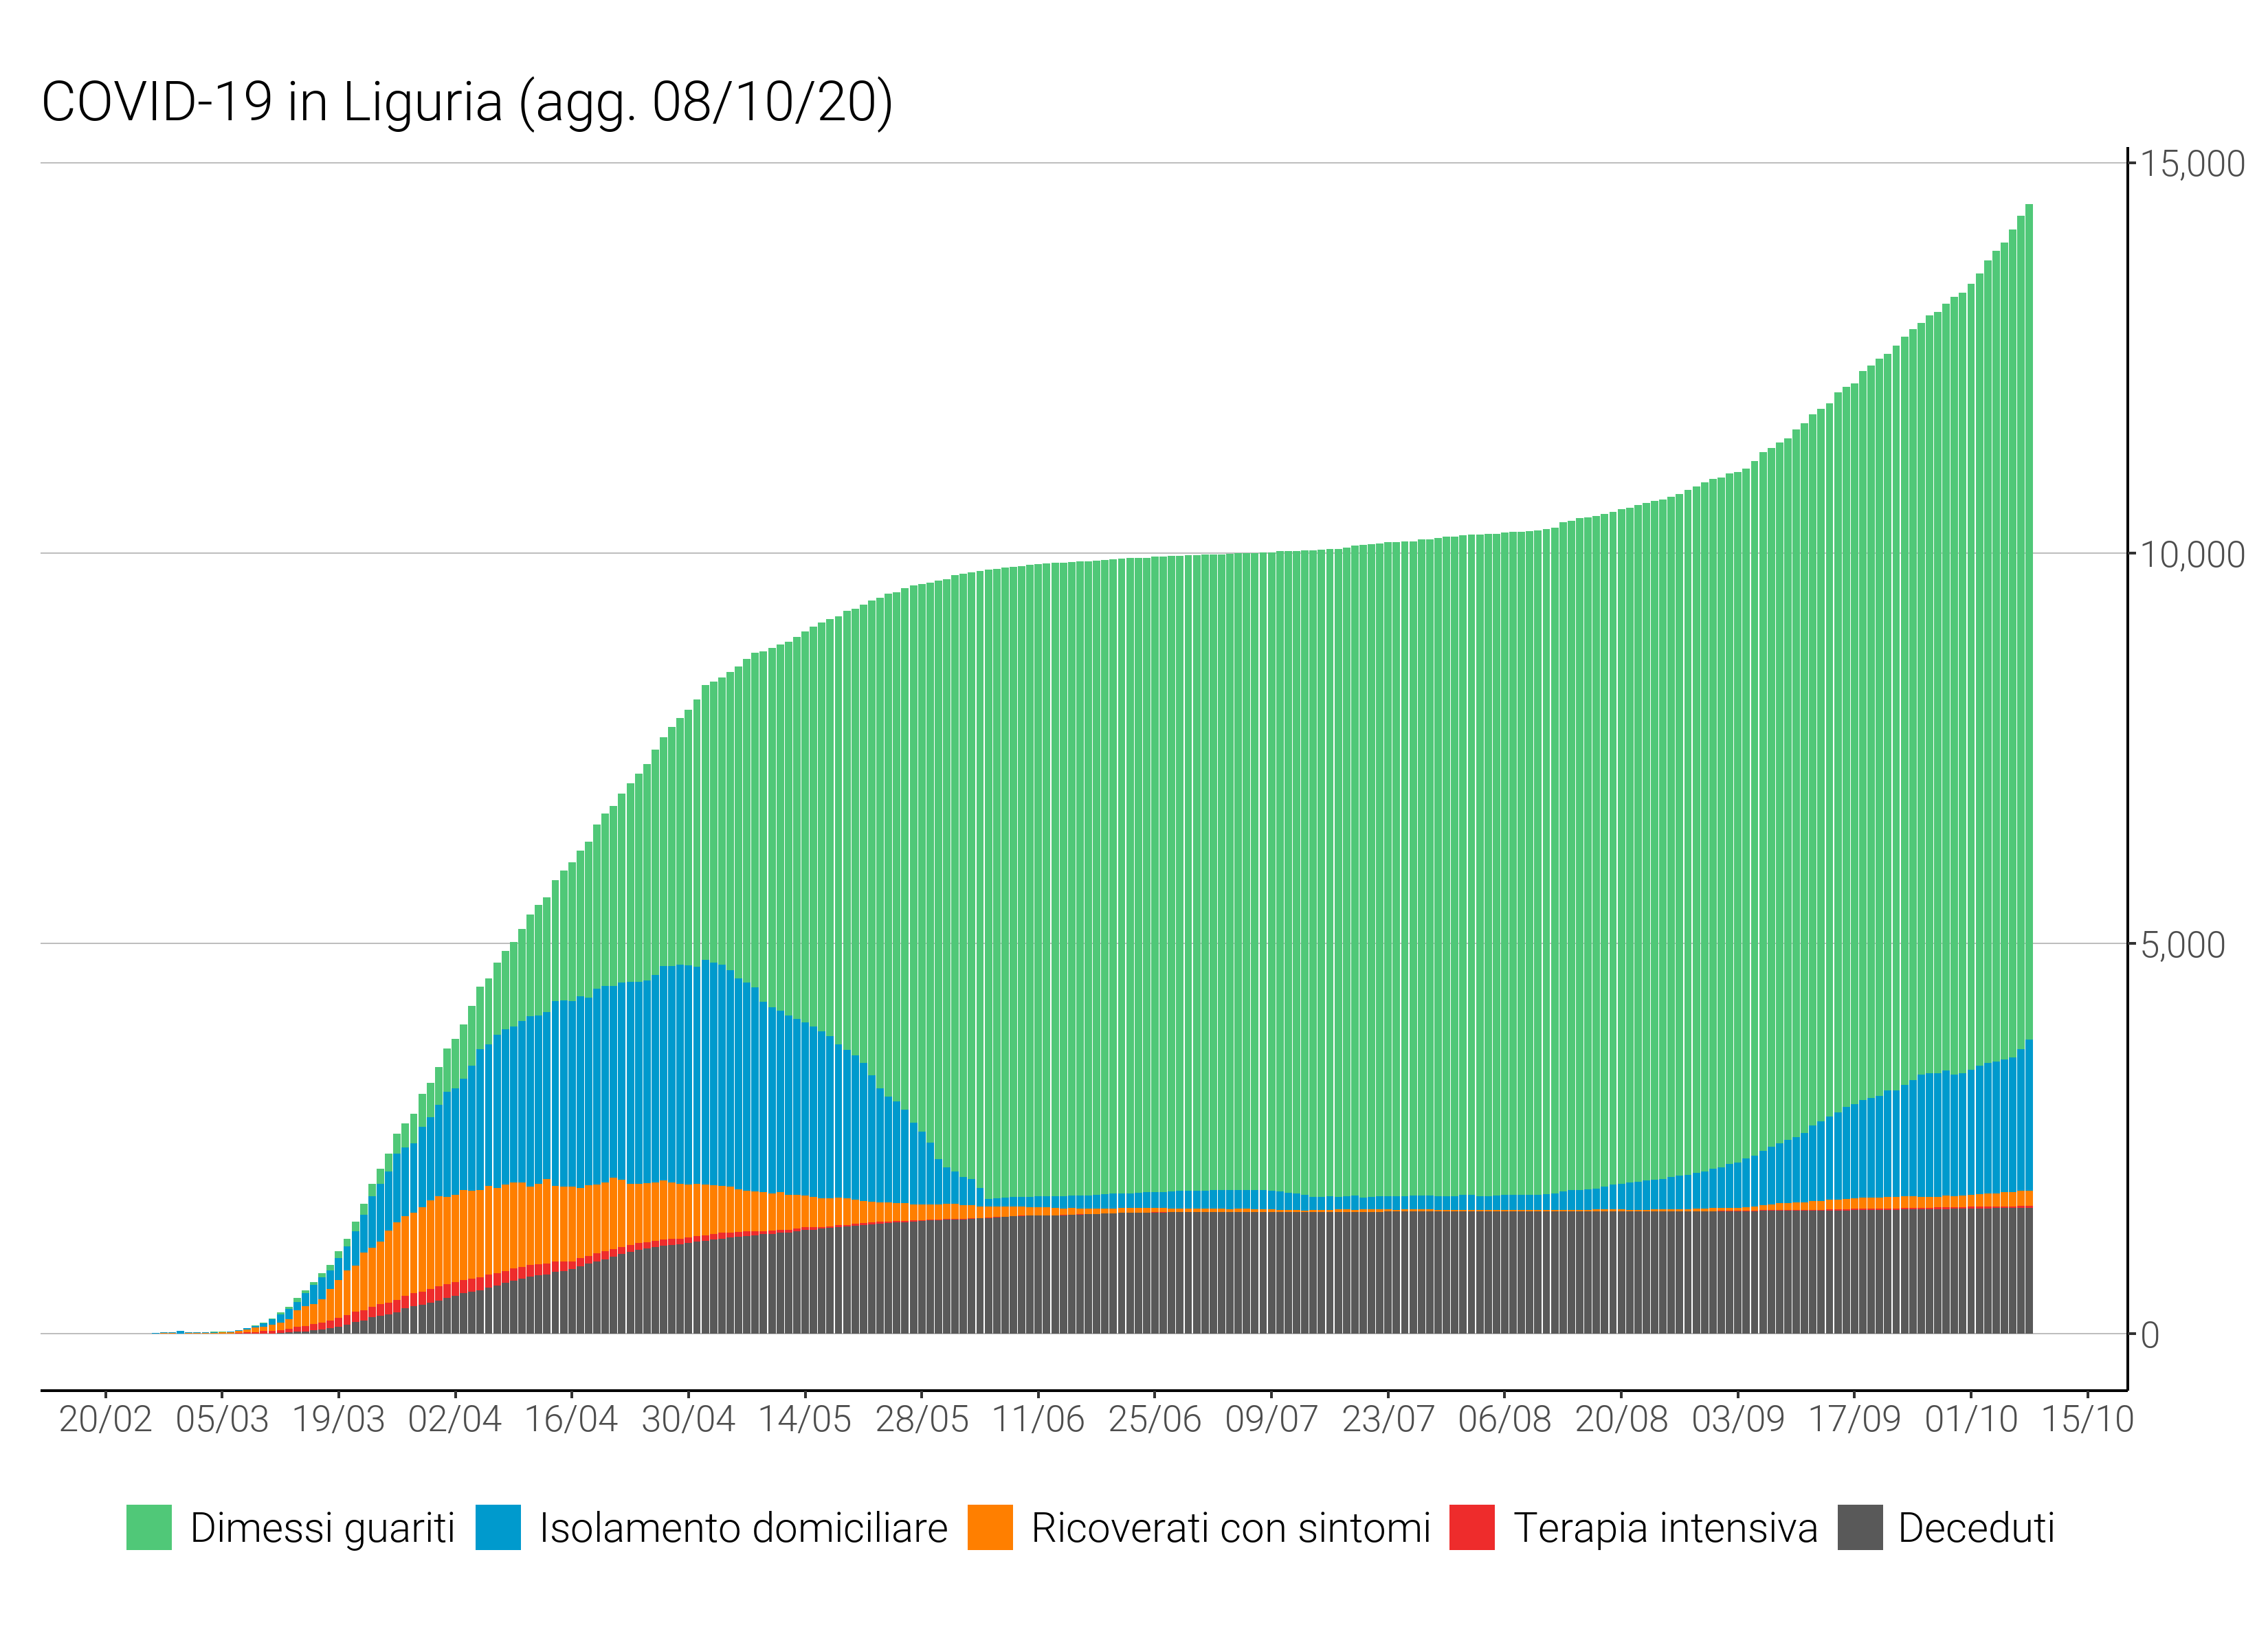 COVID-19 in Liguria (agg. 08/10/20)
15,000
10,000
5,000
0
20/02 05/03 19/03 02/04 16/04 30/04 14/05 28/05 11/06 25/06 09/07 23/07 06/08 20/08 03/09 17/09 01/10 15/10
Dimessi guariti Isolamento domiciliare Ricoverati con sintomi Terapia intensiva Deceduti